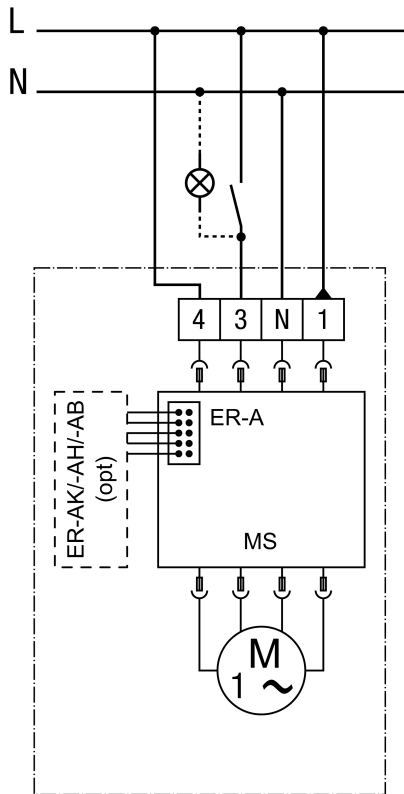 L
N
4 3 N 1
ER-A
ER-AK/-AH/-AB
(opt)
MS
M
1 ~